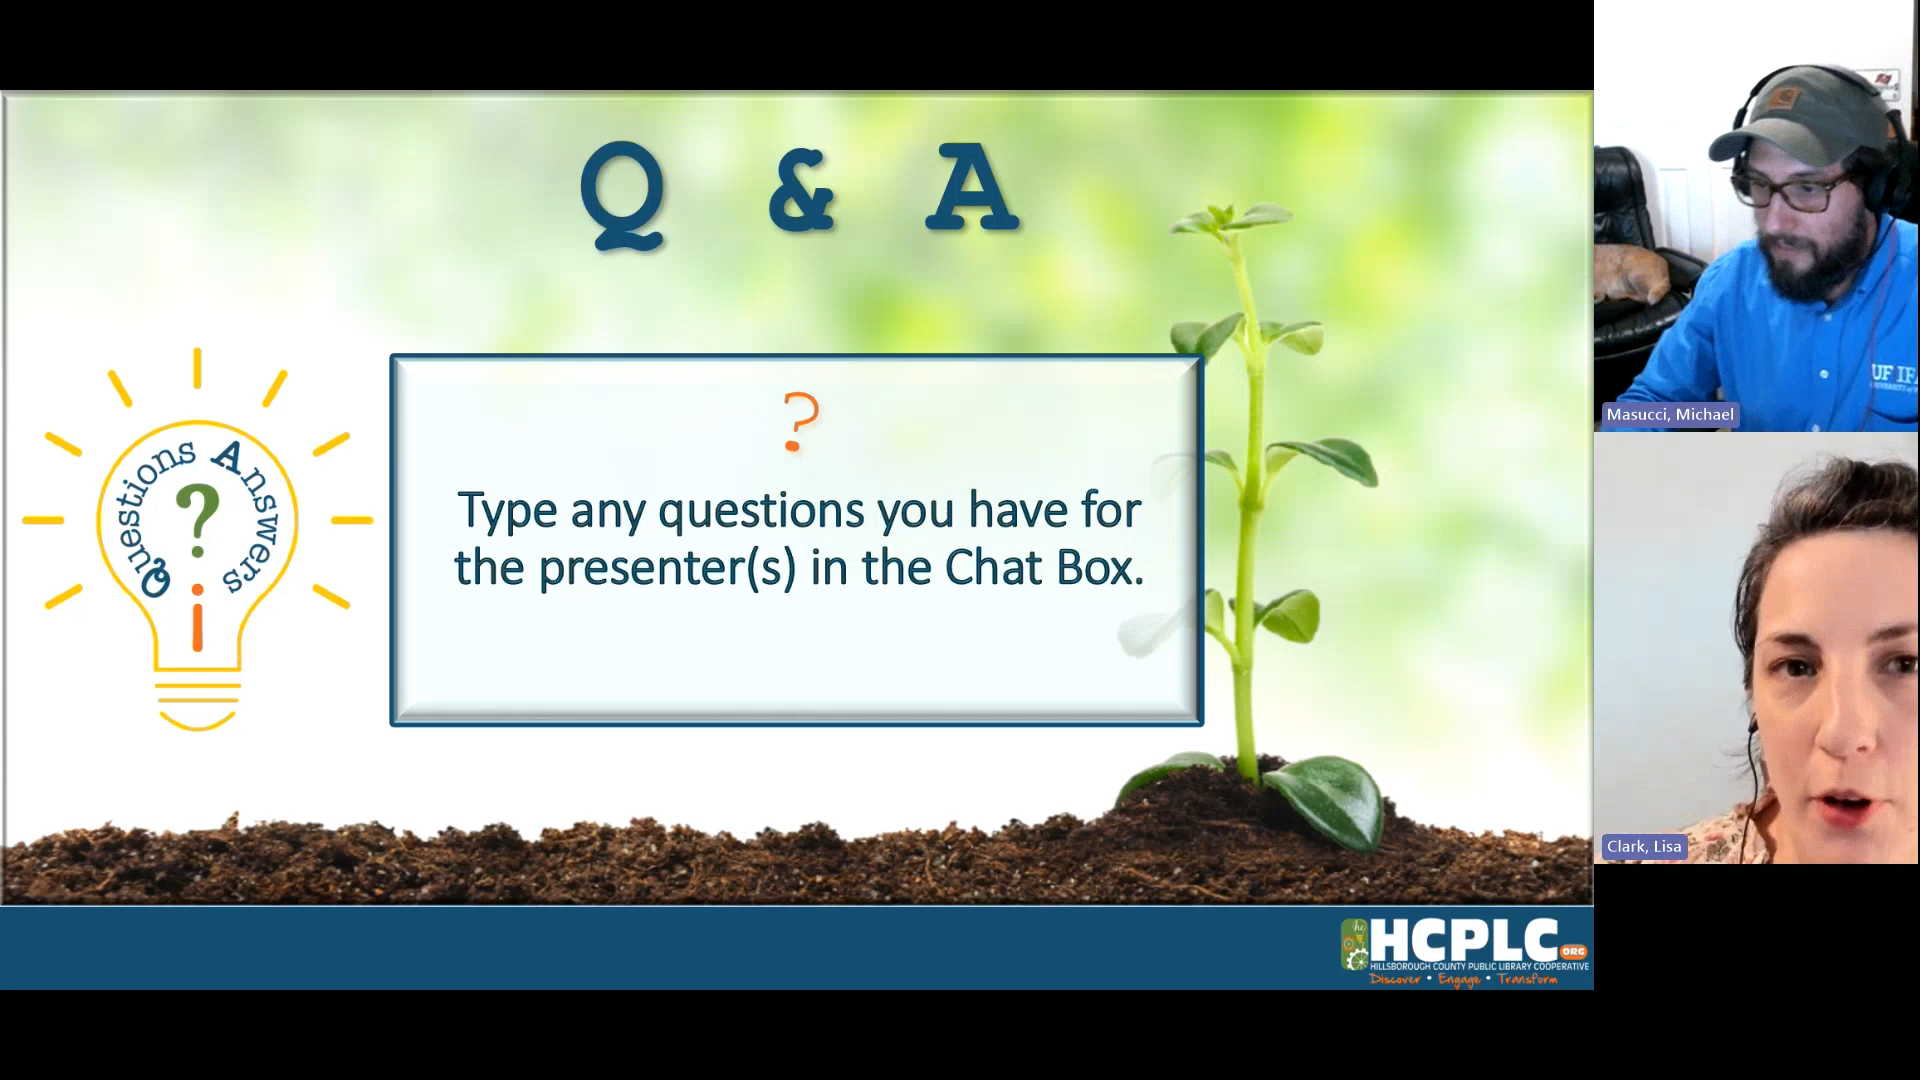 Q & A
Questions Answers
?
?
Type any questions you have for
the presenter(s) in the Chat Box.
UF IF
Masucci, Michael
Clark, Lisa
hc
HCPLC
ORG
HILLSBOROUGH COUNTY PUBLIC LIBRARY COOPERATIVE
Discover • Engage • Transform